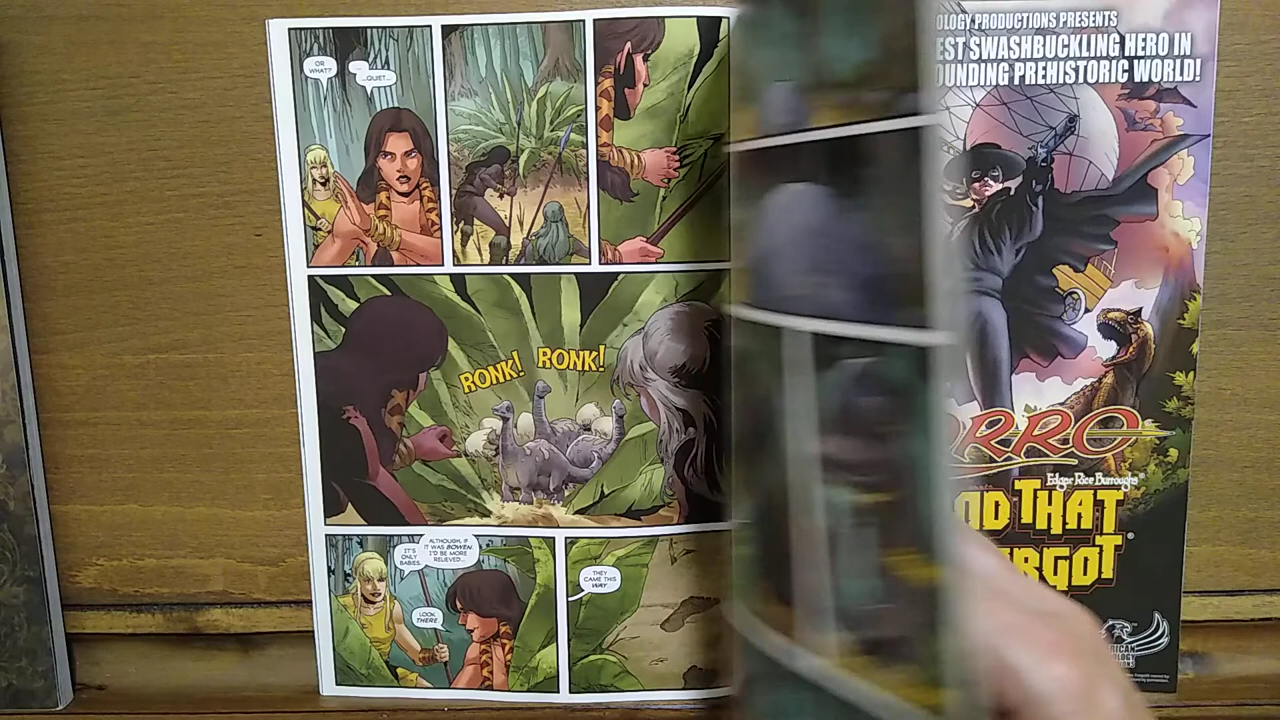 OR
WHAT?
...
...QUIET...
RONK! RONK!
ALTHOUGH, IF
IT WAS BOWEN,
I'D BE MORE
RELIEVED...
IT'S
ONLY
BABIES.
LOOK
THERE.
THEY
CAME THIS
WAY.
OLOGY PRODUCTIONS PRESENTS
EST SWASHBUCKLING HERO IN
OUNDING PREHISTORIC WORLD!
ORRO
Edgar Rice Burroughs
ND THAT
RGOT